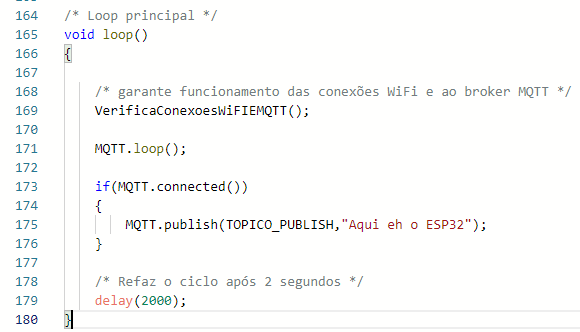 164 /* Loop principal */
165 void loop()
166 {
167
168 /* garante funcionamento das conexões WiFi e ao broker MQTT */
169 VerificaConexoesWiFIEMQTT();
170
171 MQTT.loop();
172
173 if(MQTT.connected())
174 {
175 MQTT.publish(TOPICO_PUBLISH,"Aqui eh o ESP32");
176 }
177
178 /* Refaz o ciclo após 2 segundos */
179 delay(2000);
180 }